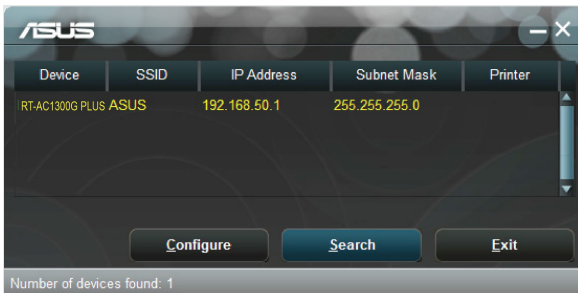 ASUS
Device SSID IP Address Subnet Mask Printer
RT-AC1300G PLUS ASUS 192.168.50.1 255.255.255.0
Configure Search Exit
Number of devices found: 1